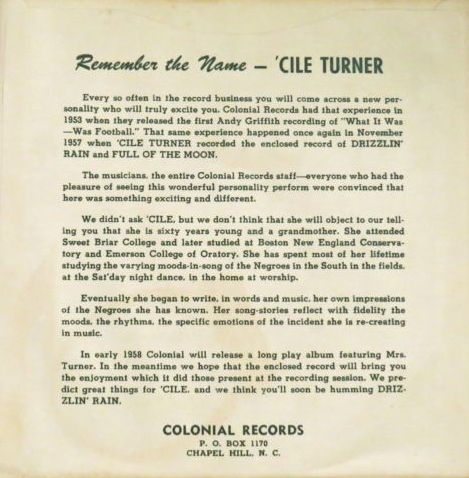 Remember the Name — 'CILE TURNER
Every so often in the record business you will come across a new per-
sonality who will truly excite you. Colonial Records had that experience in
1953 when they released the first Andy Griffith recording of "What It Was
—Was Football." That same experience happened once again in November
1957 when 'CILE TURNER recorded the enclosed record of DRIZZLIN'
RAIN and FULL OF THE MOON.
The musicians, the entire Colonial Records staff—everyone who had the
pleasure of seeing this wonderful personality perform were convinced that
here was something exciting and different.
We didn't ask 'CILE, but we don't think that she will object to our tell-
ing you that she is sixty years young and a grandmother. She attended
Sweet Briar College and later studied at Boston New England Conserva-
tory and Emerson College of Oratory. She has spent most of her lifetime
studying the varying moods-in-song of the Negroes in the South in the fields,
at the Sat'day night dance, in the home at worship.
Eventually she began to write, in words and music, her own impressions
of the Negroes she has known. Her song-stories reflect with fidelity the
moods, the rhythms, the specific emotions of the incident she is re-creating
in music.
In early 1958 Colonial will release a long play album featuring Mrs.
Turner. In the meantime we hope that the enclosed record will bring you
the enjoyment which it did those present at the recording session. We pre-
dict great things for 'CILE, and we think you'll soon be humming DRIZ-
ZLIN' RAIN.
COLONIAL RECORDS
P. O. BOX 1170
CHAPEL HILL, N. C.